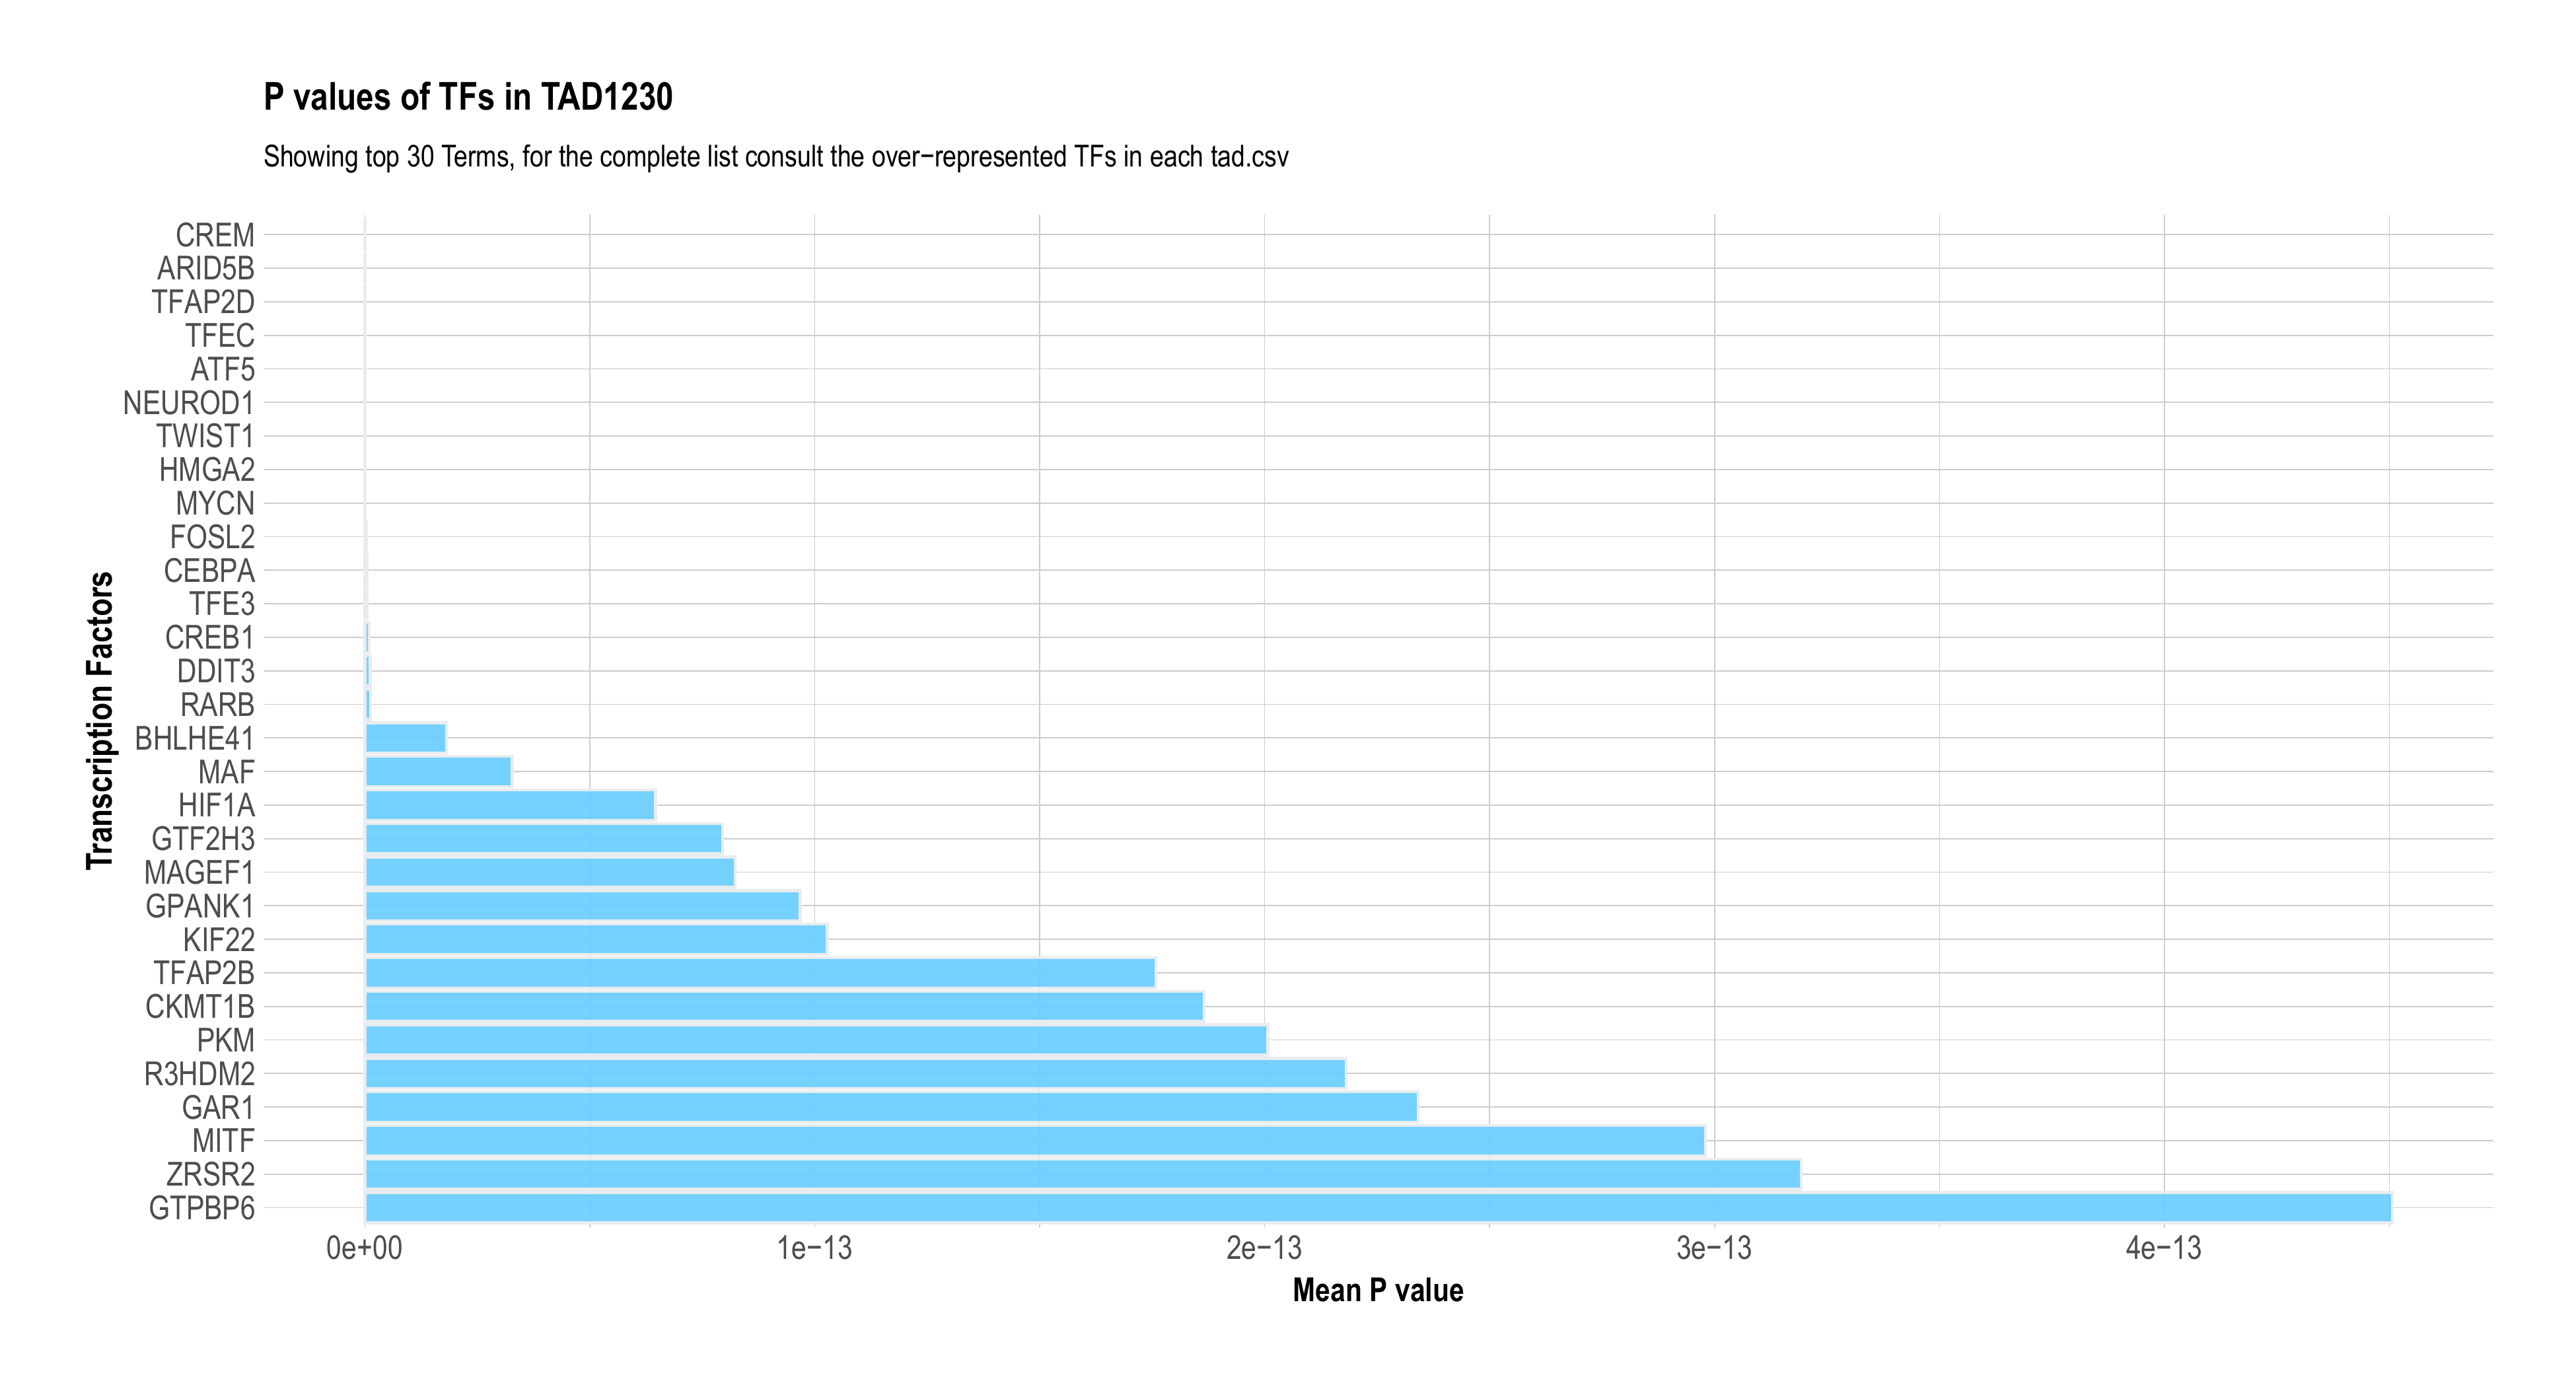 P values of TFs in TAD1230
Showing top 30 Terms, for the complete list consult the over−represented TFs in each tad.csv
Transcription Factors
CREM
ARID5B
TFAP2D
TFEC
ATF5
NEUROD1
TWIST1
HMGA2
MYCN
FOSL2
CEBPA
TFE3
CREB1
DDIT3
RARB
BHLHE41
MAF
HIF1A
GTF2H3
MAGEF1
GPANK1
KIF22
TFAP2B
CKMT1B
PKM
R3HDM2
GAR1
MITF
ZRSR2
GTPBP6
0e+00 1e−13 2e−13 3e−13 4e−13
Mean P value